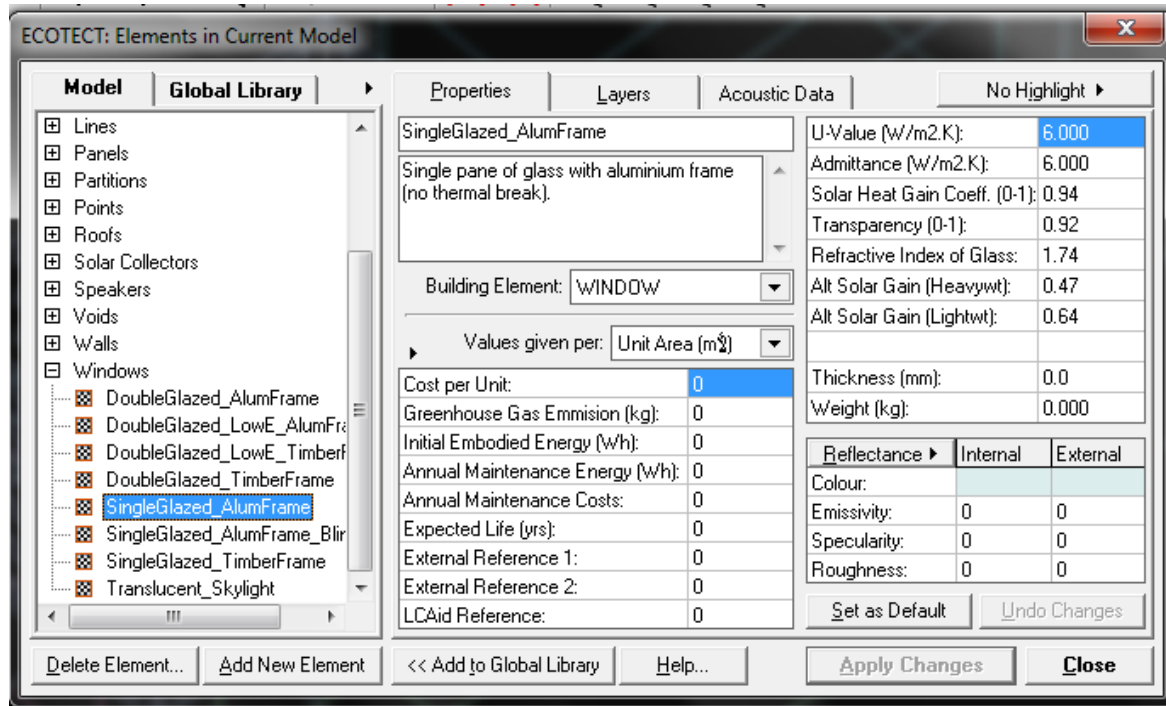 ECOTECT: Elements in Current Model
Model Global Library
Lines
Panels
Partitions
Points
Roofs
Solar Collectors
Speakers
Voids
Walls
Windows
DoubleGlazed_AlumFrame
DoubleGlazed_LowE_AlumFra
DoubleGlazed_LowE_TimberF
DoubleGlazed_TimberFrame
SingleGlazed_AlumFrame
SingleGlazed_AlumFrame_Blin
SingleGlazed_TimberFrame
Translucent_Skylight
Delete Element... Add New Element
Properties Layers Acoustic Data No Highlight
SingleGlazed_AlumFrame
Single pane of glass with aluminium frame
(no thermal break).
Building Element: WINDOW
Values given per: Unit Area (m²)
Cost per Unit: 0
Greenhouse Gas Emmision (kg): 0
Initial Embodied Energy (Wh): 0
Annual Maintenance Energy (Wh): 0
Annual Maintenance Costs: 0
Expected Life (yrs): 0
External Reference 1: 0
External Reference 2: 0
LCAid Reference: 0
<< Add to Global Library Help...
U-Value (W/m2.K): 6.000
Admittance (W/m2.K): 6.000
Solar Heat Gain Coeff. (0-1): 0.94
Transparency (0-1): 0.92
Refractive Index of Glass: 1.74
Alt Solar Gain (Heavywt): 0.47
Alt Solar Gain (Lightwt): 0.64
Thickness (mm): 0.0
Weight (kg): 0.000
Reflectance Internal External
Colour:
Emissivity: 0 0
Specularity: 0 0
Roughness: 0 0
Set as Default Undo Changes
Apply Changes Close